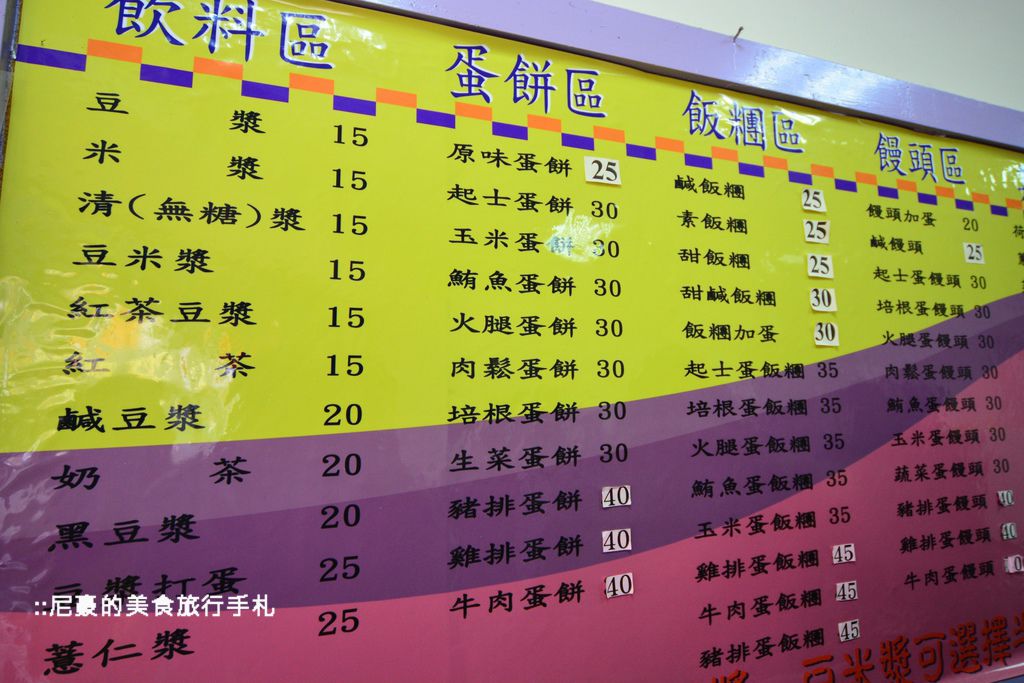 飲料區
豆漿 15
米漿 15
清(無糖)漿 15
豆米漿 15
紅茶豆漿 15
紅茶 15
鹹豆漿 20
奶茶 20
黑豆漿 20
豆漿打蛋 25
薏仁漿 25
蛋餅區
原味蛋餅 25
起士蛋餅 30
玉米蛋餅 30
鮪魚蛋餅 30
火腿蛋餅 30
肉鬆蛋餅 30
培根蛋餅 30
生菜蛋餅 30
豬排蛋餅 40
雞排蛋餅 40
牛肉蛋餅 40
飯糰區
鹹飯糰 25
素飯糰 25
甜飯糰 25
甜鹹飯糰 30
飯糰加蛋 30
起士蛋飯糰 35
培根蛋飯糰 35
火腿蛋飯糰 35
鮪魚蛋飯糰 35
玉米蛋飯糰 35
雞排蛋飯糰 45
牛肉蛋飯糰 45
豬排蛋飯糰 45
饅頭區
饅頭加蛋 20
鹹饅頭 25
起士蛋饅頭 30
培根蛋饅頭 30
火腿蛋饅頭 30
肉鬆蛋饅頭 30
鮪魚蛋饅頭 30
玉米蛋饅頭 30
蔬菜蛋饅頭 30
豬排蛋饅頭 40
雞排蛋饅頭 40
牛肉蛋饅頭
豆米漿可選擇
::尼豪的美食旅行手札